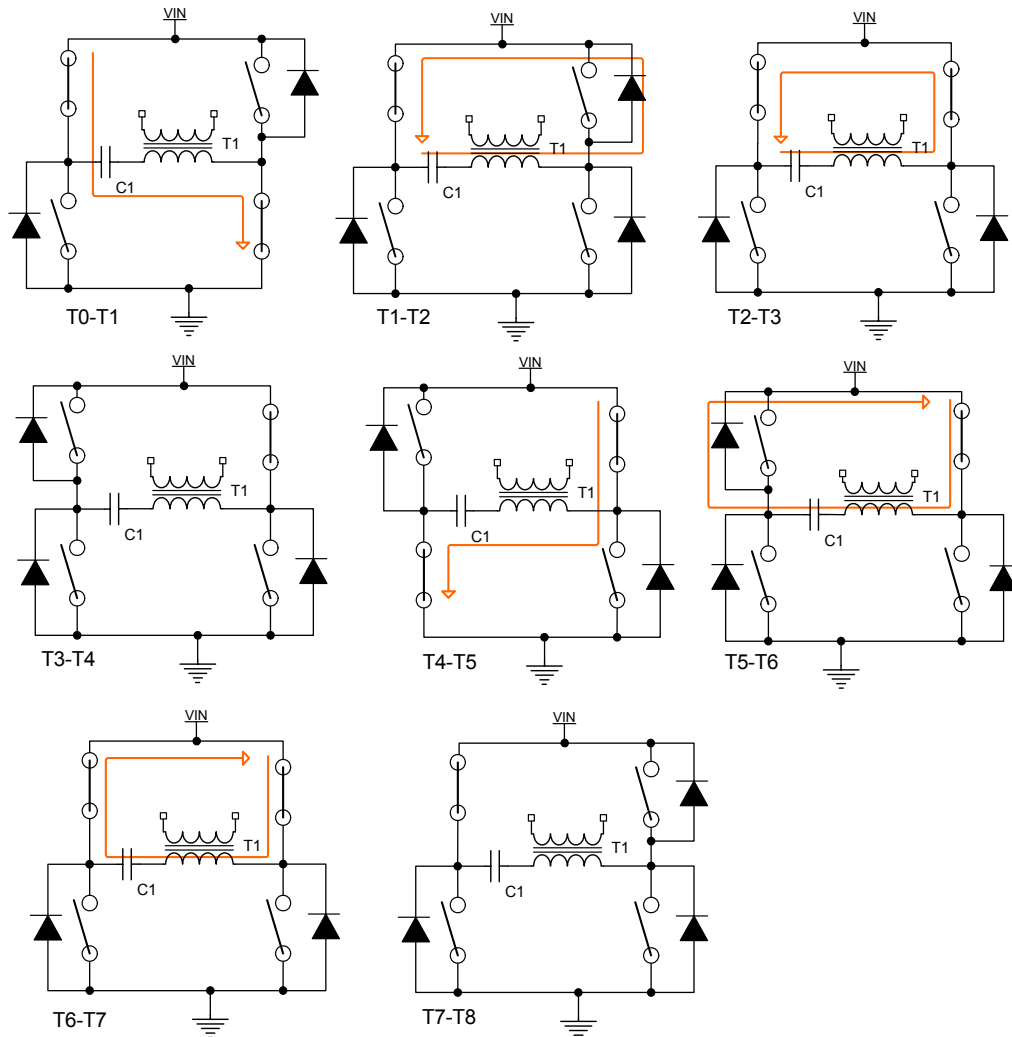 VIN
T1
C1
T0-T1
VIN
T1
C1
T1-T2
VIN
T1
C1
T2-T3
VIN
T1
C1
T3-T4
VIN
T1
C1
T4-T5
VIN
T1
C1
T5-T6
VIN
T1
C1
T6-T7
VIN
T1
C1
T7-T8